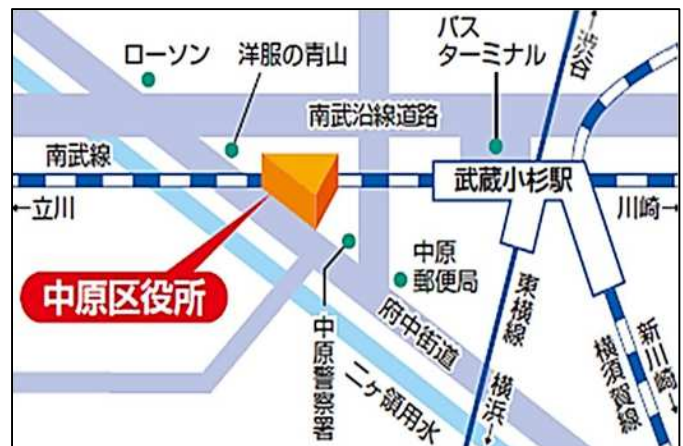 ローソン
洋服の青山
バス
ターミナル
←渋谷
南武沿線道路
南武線
武蔵小杉駅
←立川
川崎→
中原区役所
中原
郵便局
中原警察署
府中街道
二ヶ領用水
東横線
横浜→
横須賀線
新川崎→